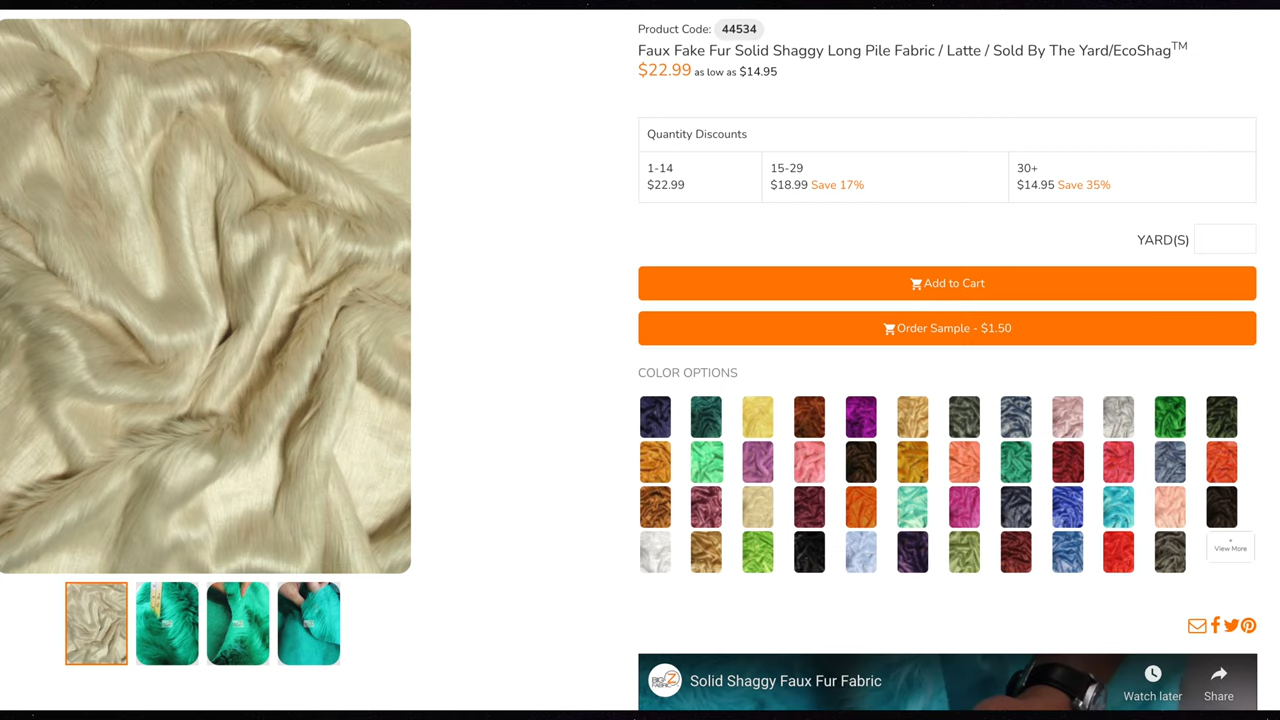 Product Code: 44534
Faux Fake Fur Solid Shaggy Long Pile Fabric / Latte / Sold By The Yard/EcoShag™
$22.99 as low as $14.95
Quantity Discounts
1-14
$22.99
15-29
$18.99 Save 17%
30+
$14.95 Save 35%
YARD(S)
Add to Cart
Order Sample - $1.50
COLOR OPTIONS
+
View More
BIG Z FABRIC
Solid Shaggy Faux Fur Fabric
Watch later
Share